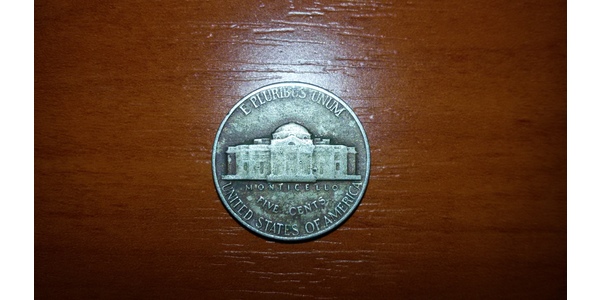 E PLURIBUS UNUM
MONTICELLO
FIVE CENTS
UNITED STATES OF AMERICA